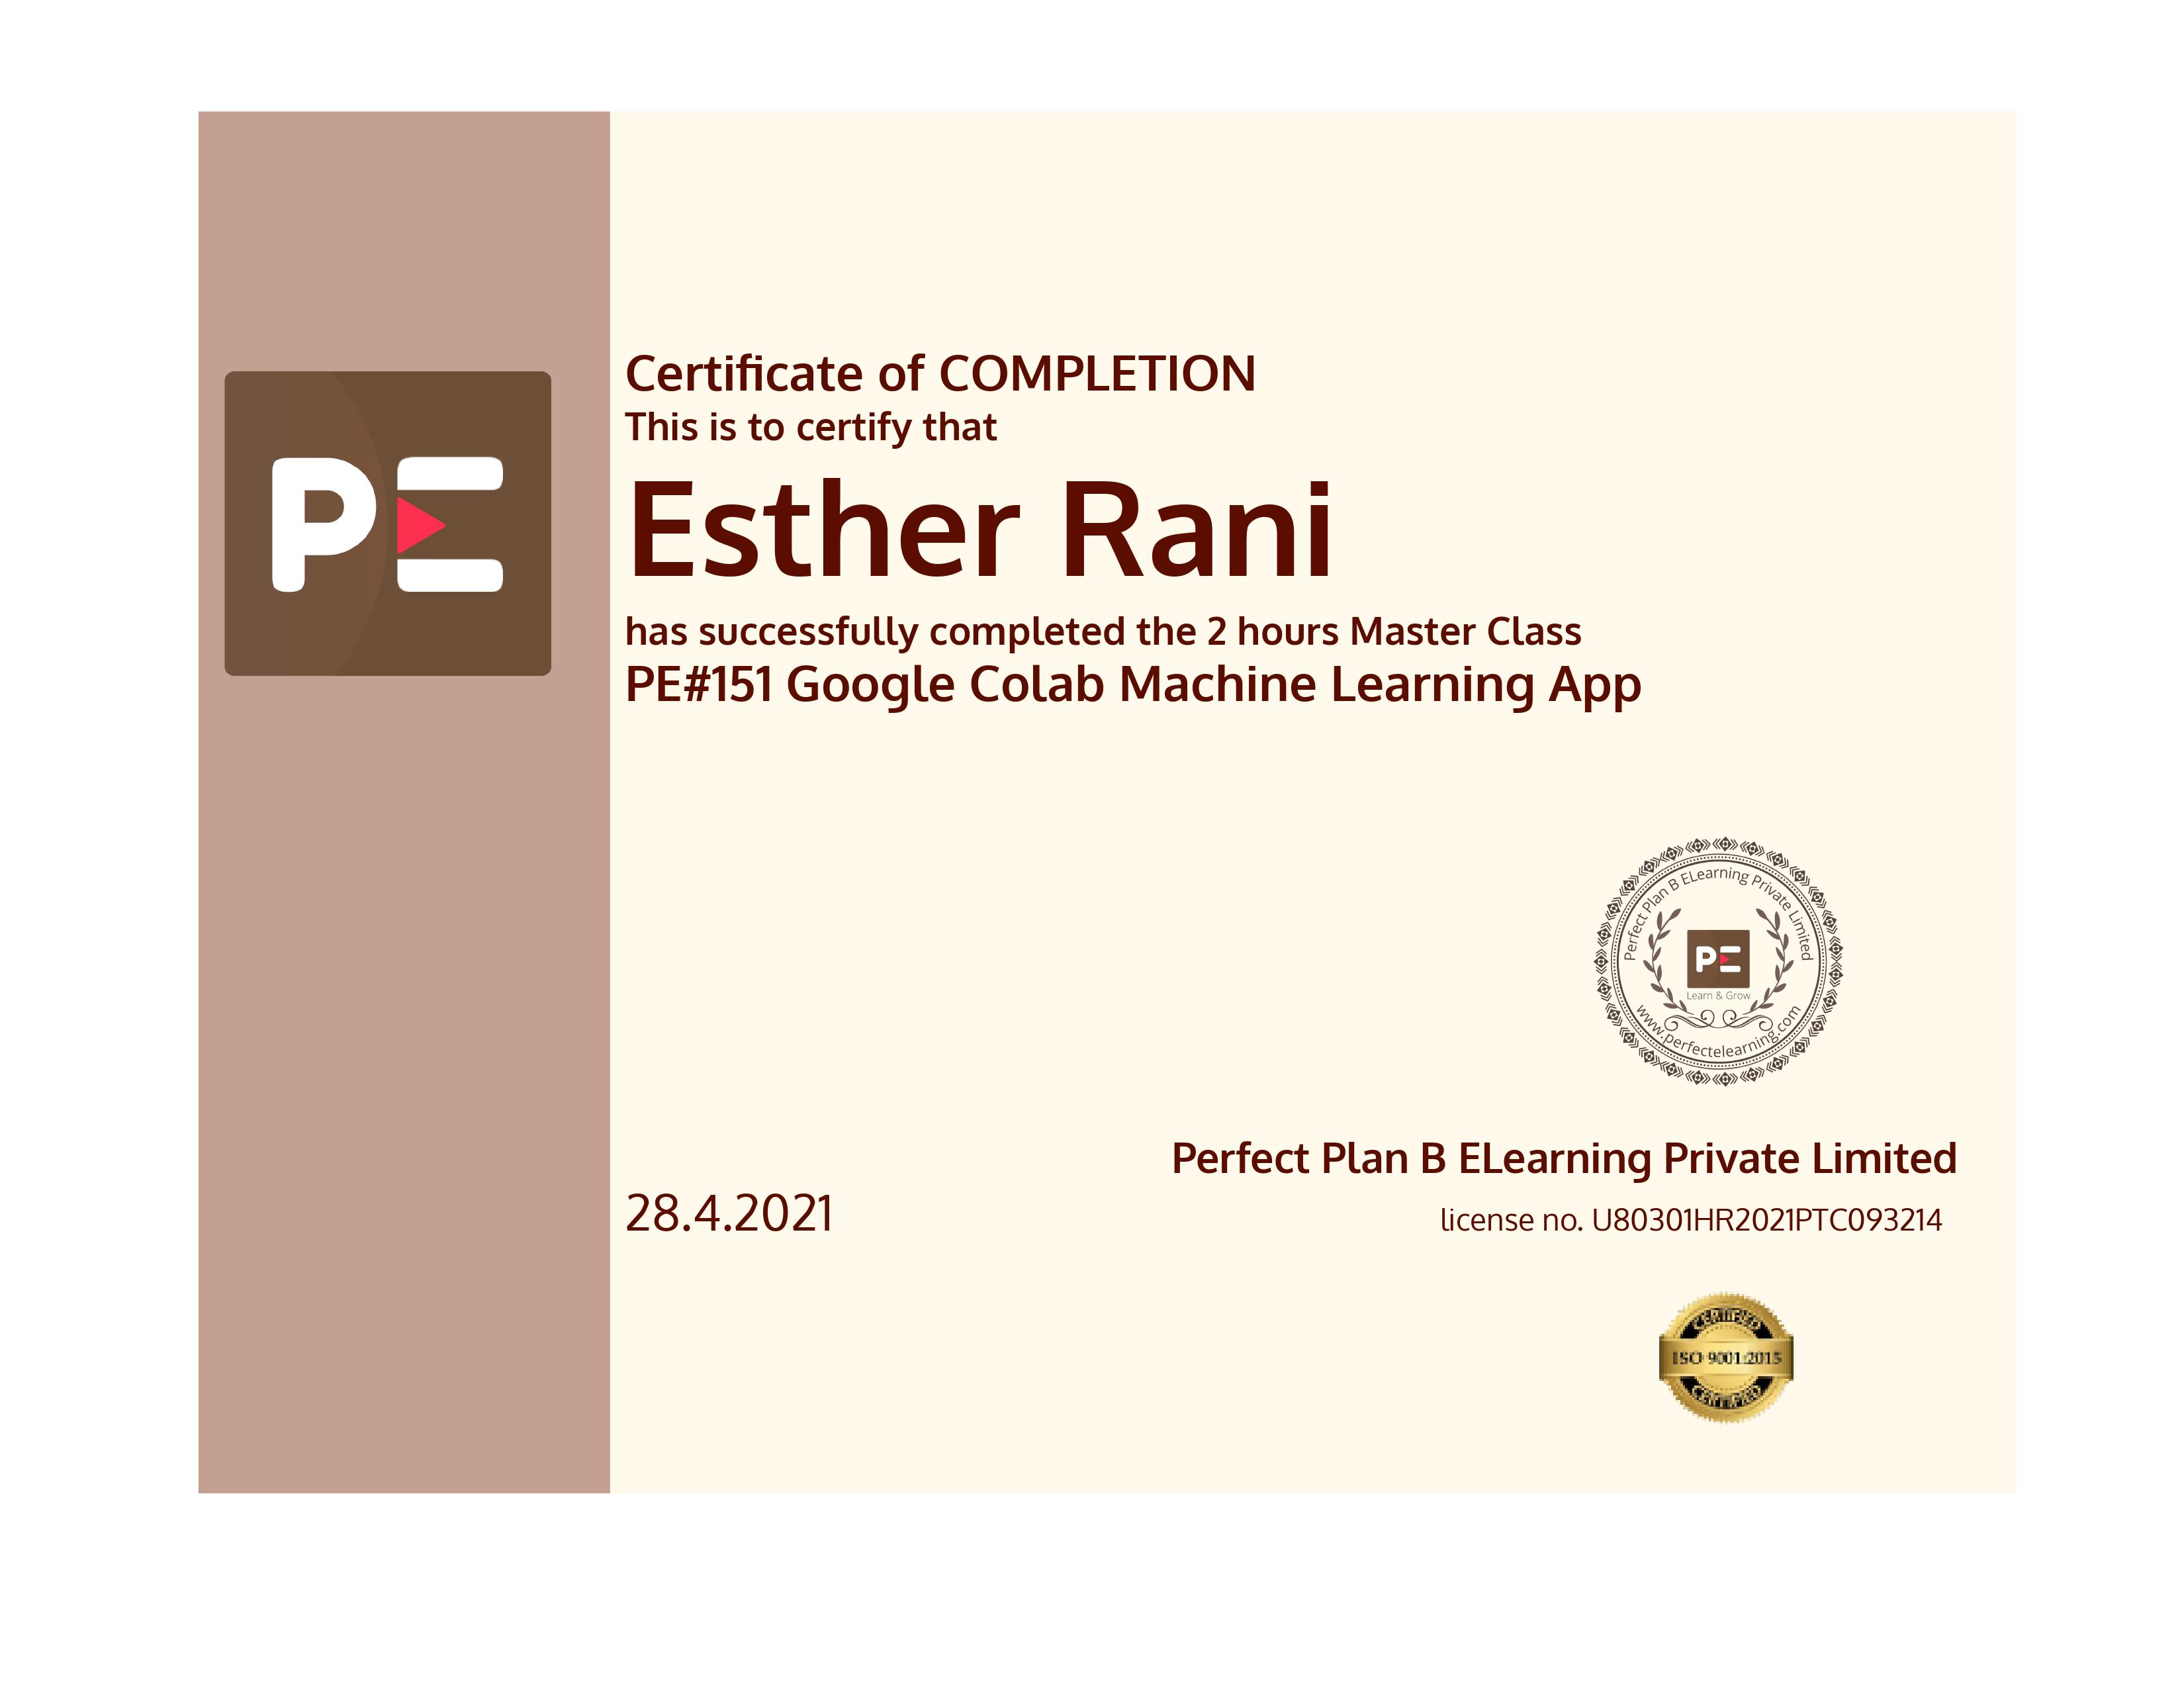 PE
Certificate of COMPLETION
This is to certify that
Esther Rani
has successfully completed the 2 hours Master Class
PE#151 Google Colab Machine Learning App
Perfect Plan B ELearning Private Limited
PE
Learn & Grow
www.perfectelearning.com
Perfect Plan B ELearning Private Limited
28.4.2021
license no. U80301HR2021PTC093214
CERTIFIED
ISO 9001:2015
CERTIFIED